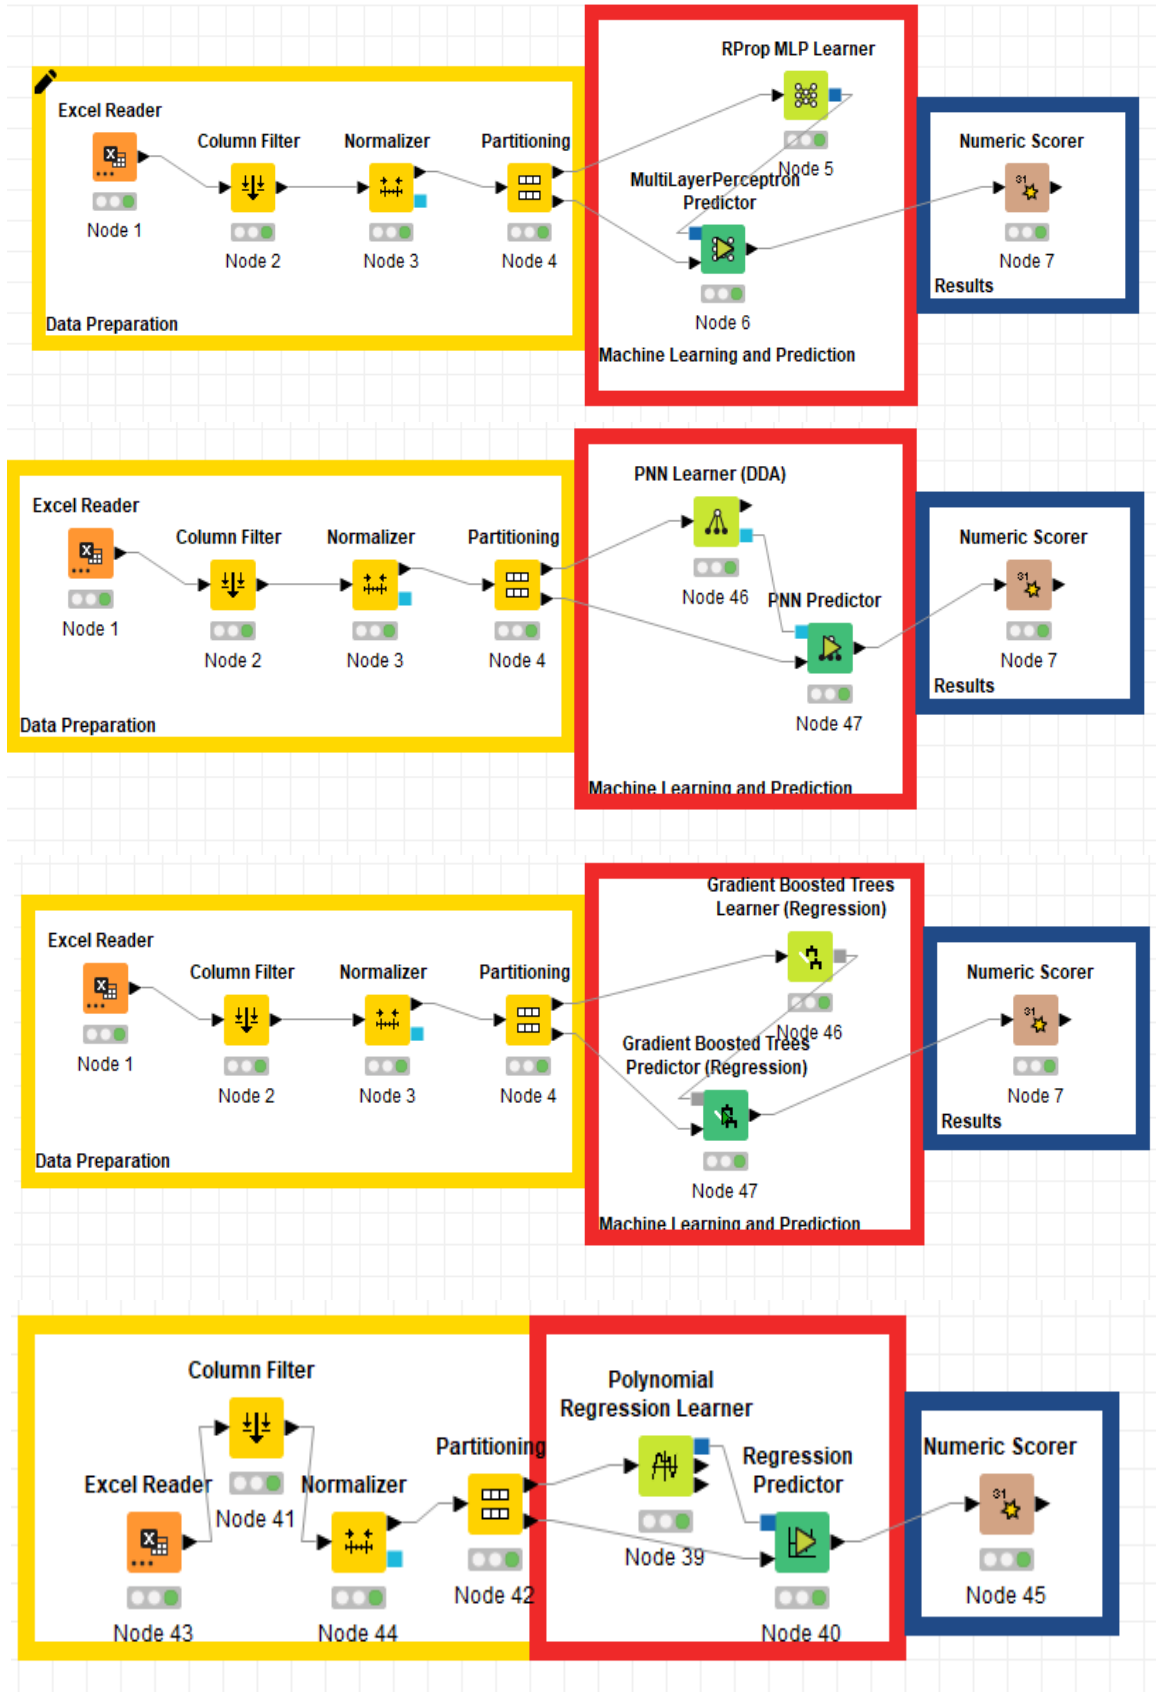 RProp MLP Learner
Excel Reader
Column Filter
Normalizer
Partitioning
Numeric Scorer
Node 5
MultiLayerPerceptron
Predictor
Node 1
Node 2
Node 3
Node 4
Node 7
Results
Node 6
Data Preparation
Machine Learning and Prediction
PNN Learner (DDA)
Excel Reader
Column Filter
Normalizer
Partitioning
Numeric Scorer
Node 46
PNN Predictor
Node 1
Node 2
Node 3
Node 4
Node 7
Results
Node 47
Data Preparation
Machine Learning and Prediction
Gradient Boosted Trees
Learner (Regression)
Excel Reader
Column Filter
Normalizer
Partitioning
Numeric Scorer
Node 46
Gradient Boosted Trees
Predictor (Regression)
Node 1
Node 2
Node 3
Node 4
Node 7
Results
Node 47
Data Preparation
Machine Learning and Prediction
Column Filter
Polynomial
Regression Learner
Partitioning
Regression
Predictor
Numeric Scorer
Excel Reader
Normalizer
Node 41
Node 39
Node 42
Node 45
Node 43
Node 44
Node 40